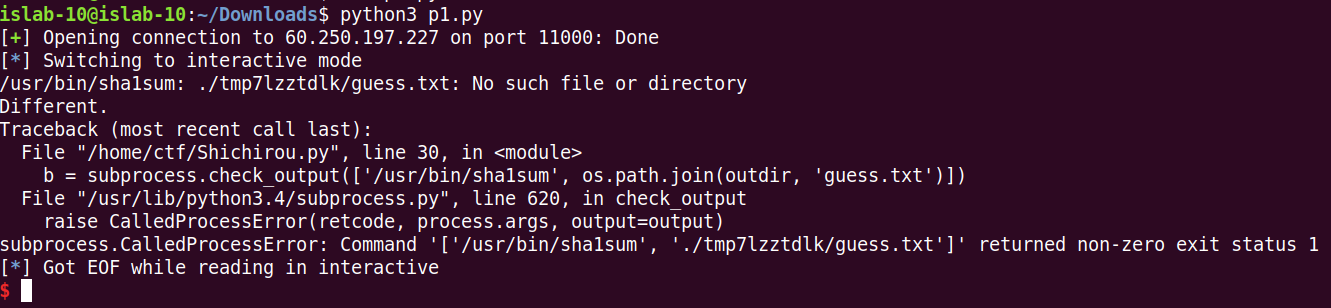 islab-10@islab-10:~/Downloads$ python3 p1.py
[+] Opening connection to 60.250.197.227 on port 11000: Done
[*] Switching to interactive mode
/usr/bin/sha1sum: ./tmp7lzztdlk/guess.txt: No such file or directory
Different.
Traceback (most recent call last):
  File "/home/ctf/Shichirou.py", line 30, in <module>
    b = subprocess.check_output(['/usr/bin/sha1sum', os.path.join(outdir, 'guess.txt')])
  File "/usr/lib/python3.4/subprocess.py", line 620, in check_output
    raise CalledProcessError(retcode, process.args, output=output)
subprocess.CalledProcessError: Command '['/usr/bin/sha1sum', './tmp7lzztdlk/guess.txt']' returned non-zero exit status 1
[*] Got EOF while reading in interactive
$